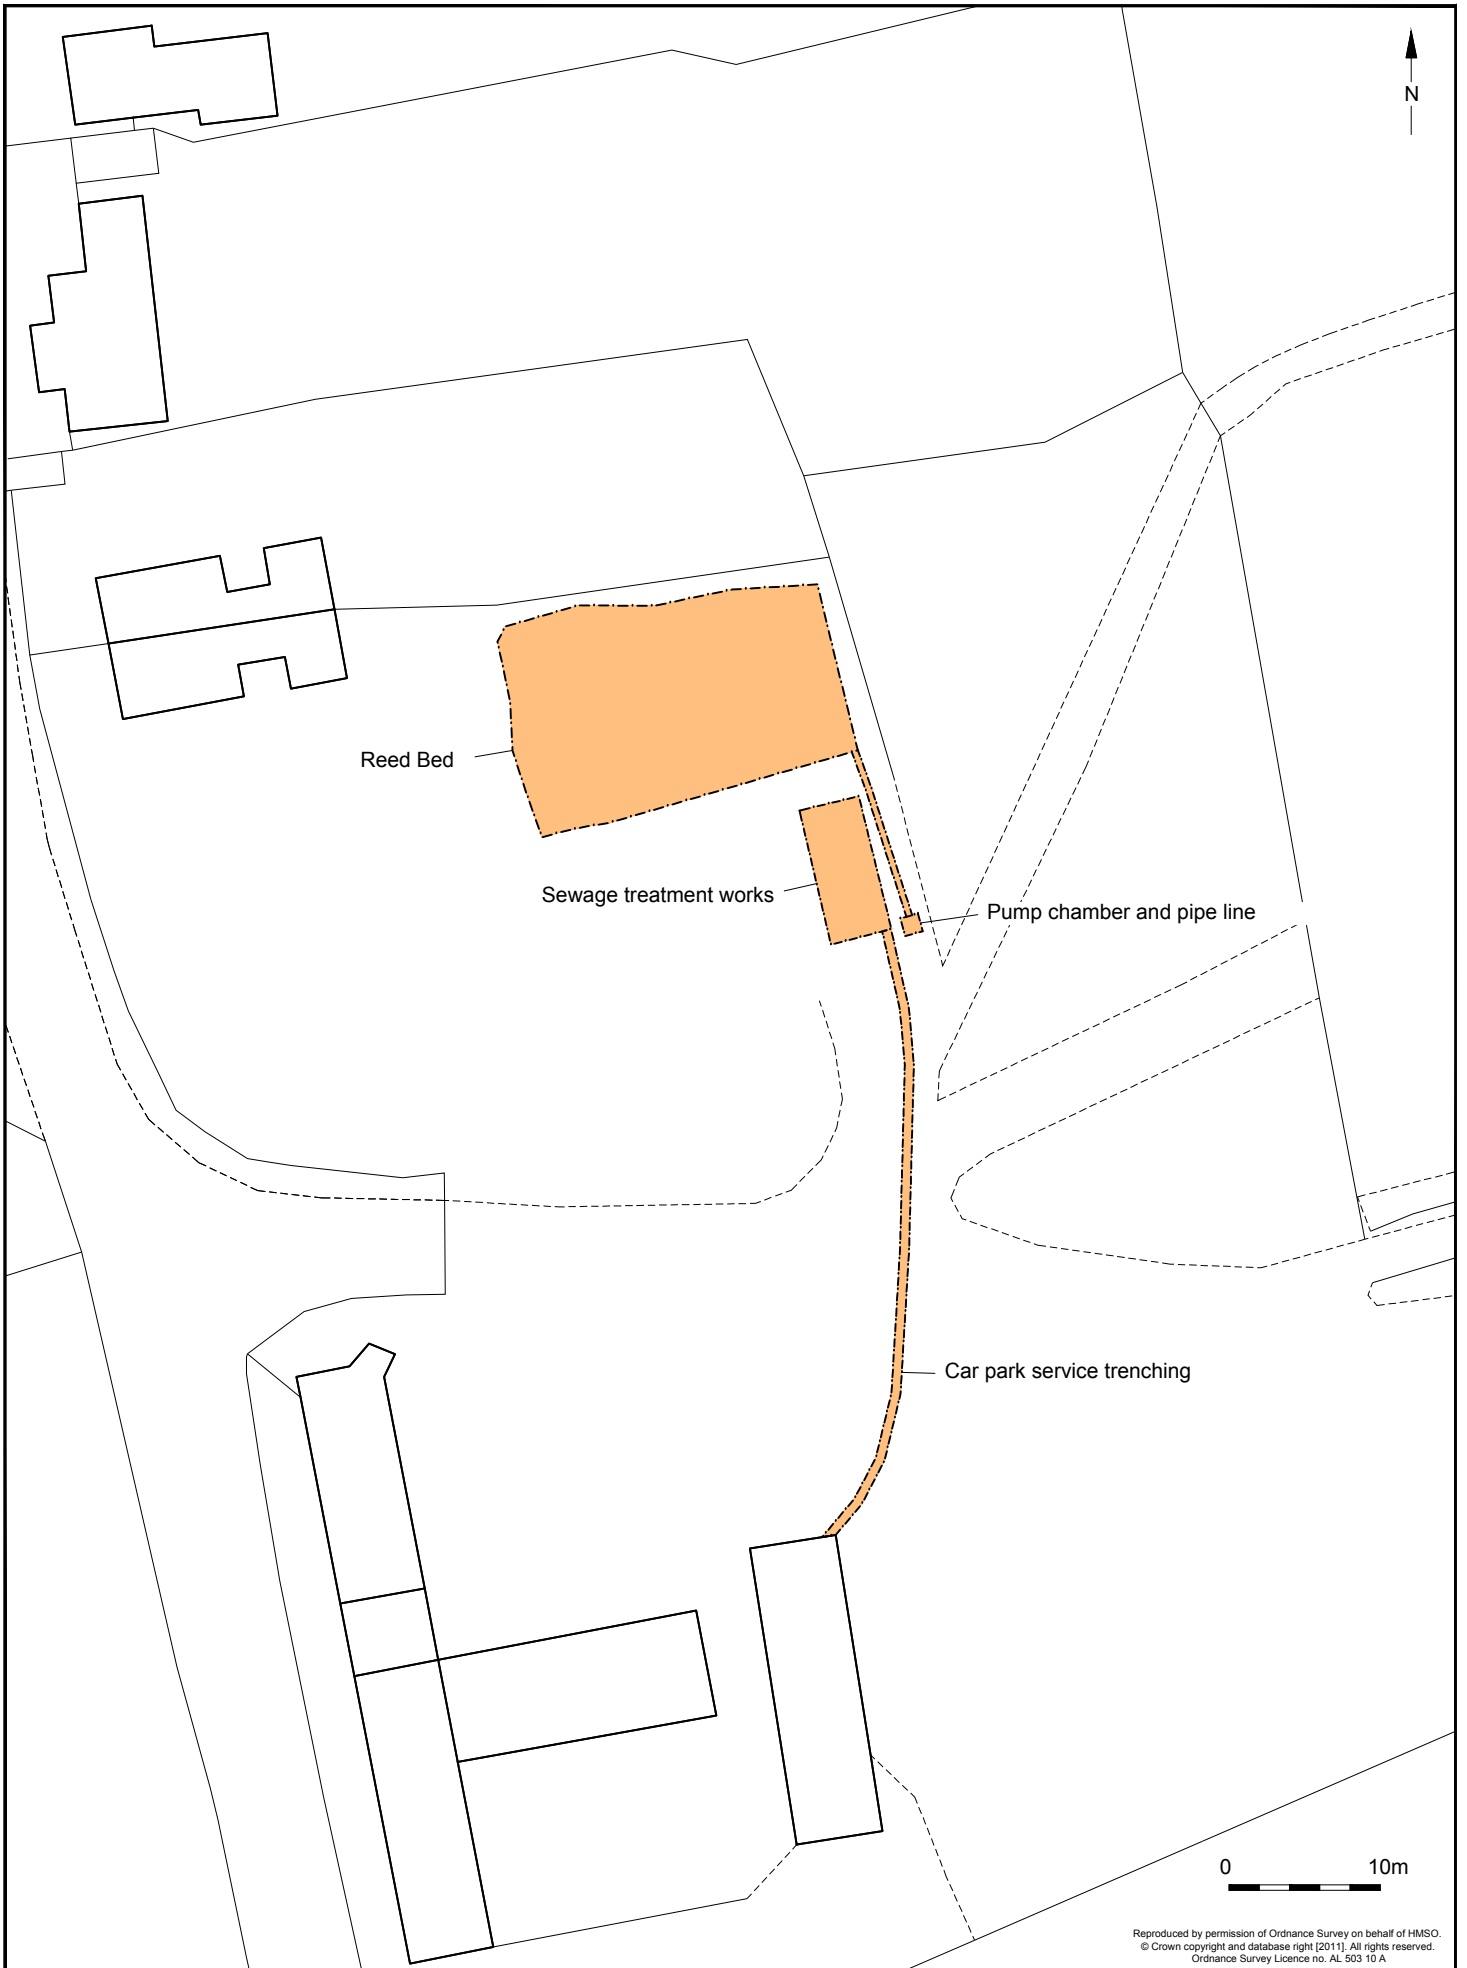 N
Reed Bed
Sewage treatment works
Pump chamber and pipe line
Car park service trenching
0 10m
Reproduced by permission of Ordnance Survey on behalf of HMSO.
© Crown copyright and database right [2011]. All rights reserved.
Ordnance Survey Licence no. AL 503 10 A